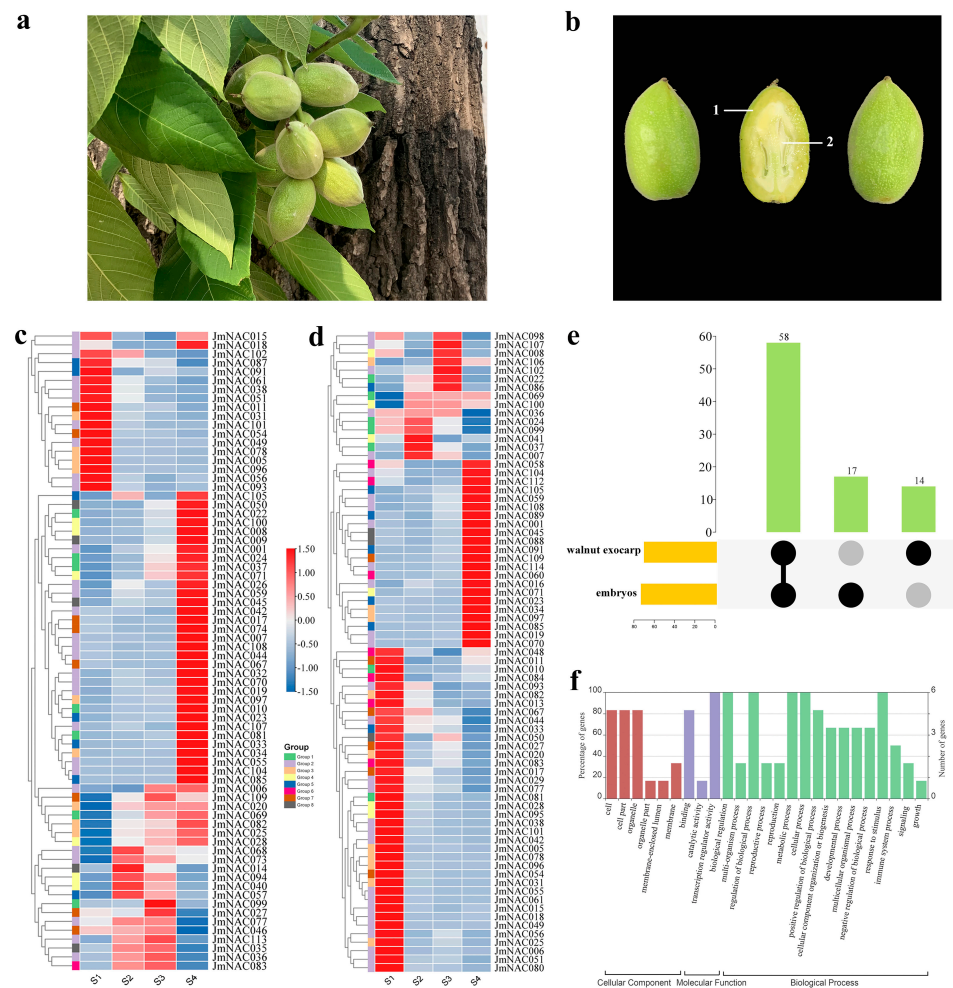 a
b
1
2
c
JmNAC015
JmNAC018
JmNAC102
JmNAC087
JmNAC091
JmNAC061
JmNAC038
JmNAC051
JmNAC011
JmNAC031
JmNAC101
JmNAC054
JmNAC049
JmNAC078
JmNAC005
JmNAC096
JmNAC056
JmNAC093
JmNAC105
JmNAC050
JmNAC022
JmNAC100
JmNAC008
JmNAC009
JmNAC001
JmNAC024
JmNAC037
JmNAC071
JmNAC026
JmNAC059
JmNAC045
JmNAC042
JmNAC017
JmNAC074
JmNAC007
JmNAC108
JmNAC044
JmNAC067
JmNAC032
JmNAC070
JmNAC019
JmNAC097
JmNAC010
JmNAC023
JmNAC107
JmNAC081
JmNAC033
JmNAC034
JmNAC055
JmNAC104
JmNAC085
JmNAC006
JmNAC109
JmNAC020
JmNAC069
JmNAC082
JmNAC025
JmNAC028
JmNAC068
JmNAC073
JmNAC014
JmNAC094
JmNAC040
JmNAC057
JmNAC099
JmNAC027
JmNAC077
JmNAC046
JmNAC113
JmNAC035
JmNAC036
JmNAC083
S1 S2 S3 S4
1.50
1.00
0.50
0.00
-0.50
-1.00
-1.50
Group
Group 1
Group 2
Group 3
Group 4
Group 5
Group 6
Group 7
Group 8
d
JmNAC098
JmNAC107
JmNAC008
JmNAC106
JmNAC102
JmNAC022
JmNAC086
JmNAC069
JmNAC100
JmNAC036
JmNAC024
JmNAC099
JmNAC041
JmNAC037
JmNAC007
JmNAC058
JmNAC104
JmNAC112
JmNAC105
JmNAC059
JmNAC108
JmNAC089
JmNAC001
JmNAC045
JmNAC088
JmNAC091
JmNAC109
JmNAC114
JmNAC060
JmNAC016
JmNAC071
JmNAC023
JmNAC034
JmNAC097
JmNAC085
JmNAC019
JmNAC070
JmNAC048
JmNAC011
JmNAC010
JmNAC084
JmNAC093
JmNAC082
JmNAC013
JmNAC067
JmNAC044
JmNAC033
JmNAC050
JmNAC027
JmNAC020
JmNAC083
JmNAC017
JmNAC029
JmNAC077
JmNAC081
JmNAC028
JmNAC095
JmNAC038
JmNAC101
JmNAC042
JmNAC005
JmNAC078
JmNAC096
JmNAC054
JmNAC031
JmNAC055
JmNAC061
JmNAC015
JmNAC018
JmNAC049
JmNAC056
JmNAC025
JmNAC006
JmNAC051
JmNAC080
S1 S2 S3 S4
e
60
50
40
30
20
10
0
58
17
14
walnut exocarp
embryos
80 60 40 20 0
f
Percentage of genes
100
80
60
40
20
0
6
3
0
Number of genes
cell
cell part
organelle
organelle part
membrane-enclosed lumen
membrane
binding
catalytic activity
transcription regulator activity
biological regulation
multi-organism process
regulation of biological process
reproductive process
reproduction
metabolic process
cellular process
positive regulation of biological process
cellular component organization or biogenesis
developmental process
multicellular organismal process
negative regulation of biological process
response to stimulus
immune system process
signaling
growth
Cellular Component
Molecular Function
Biological Process